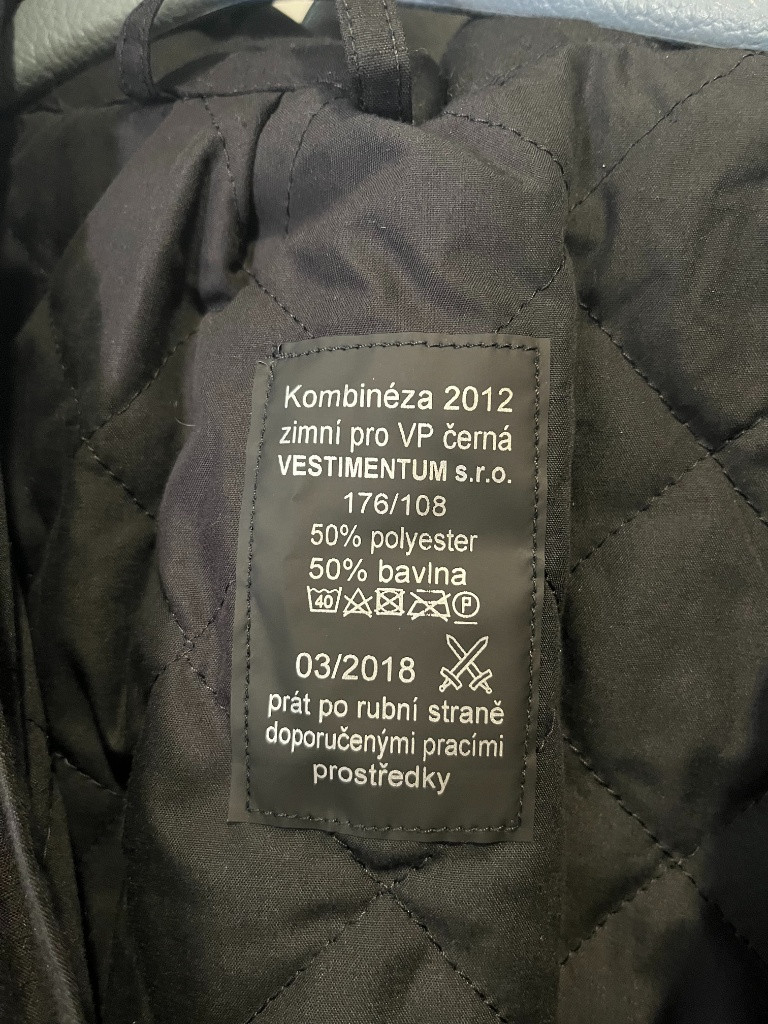 Kombinéza 2012
zimní pro VP černá
VESTIMENTUM s.r.o.
176/108
50% polyester
50% bavlna
40 P
03/2018
prát po rubní straně
doporučenými pracími
prostředky